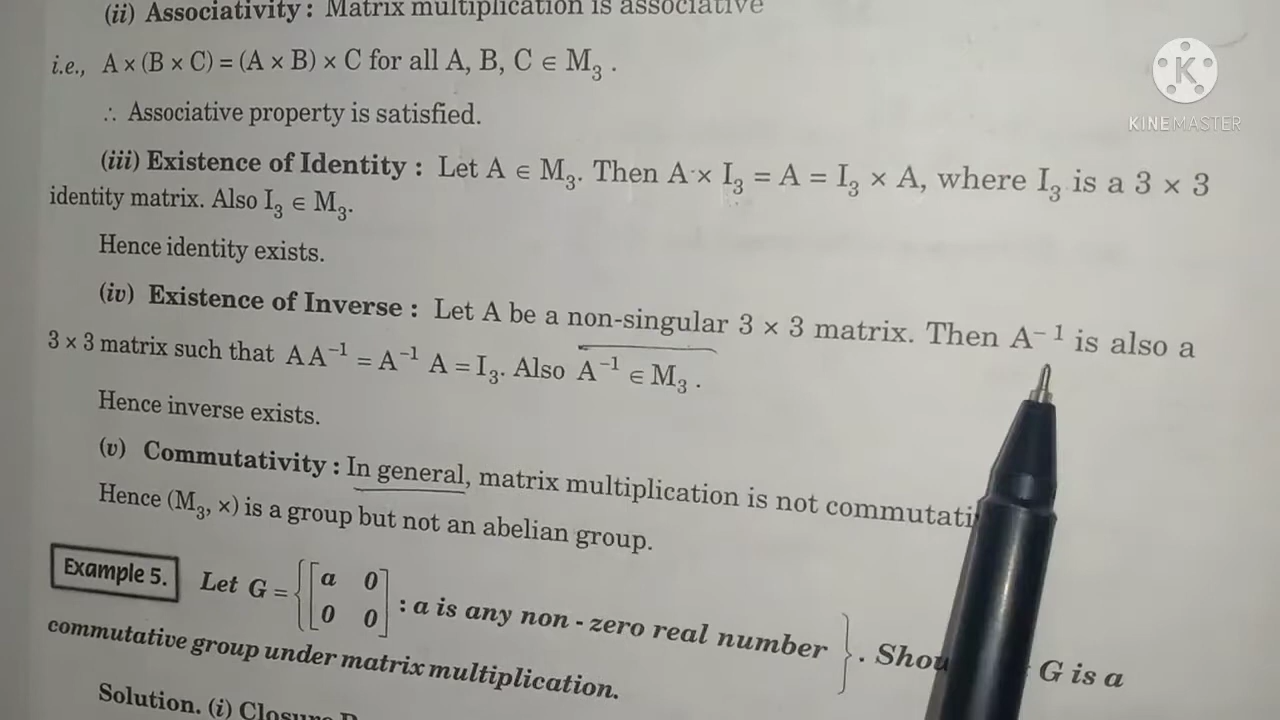 (ii) Associativity : Matrix multiplication is associative
i.e., A × (B × C) = (A × B) × C for all A, B, C ∈ M₃ .
∴ Associative property is satisfied.
(iii) Existence of Identity : Let A ∈ M₃. Then A × I₃ = A = I₃ × A, where I₃ is a 3 × 3
identity matrix. Also I₃ ∈ M₃.
Hence identity exists.
(iv) Existence of Inverse : Let A be a non-singular 3 × 3 matrix. Then A⁻¹ is also a
3 × 3 matrix such that A A⁻¹ = A⁻¹ A = I₃. Also A⁻¹ ∈ M₃ .
Hence inverse exists.
(v) Commutativity : In general, matrix multiplication is not commutati
Hence (M₃, ×) is a group but not an abelian group.
Example 5. Let G = {[a 0
0 0] : a is any non-zero real number}. Show G is a
commutative group under matrix multiplication.
Solution. (i) Closure
K
KINEMASTER